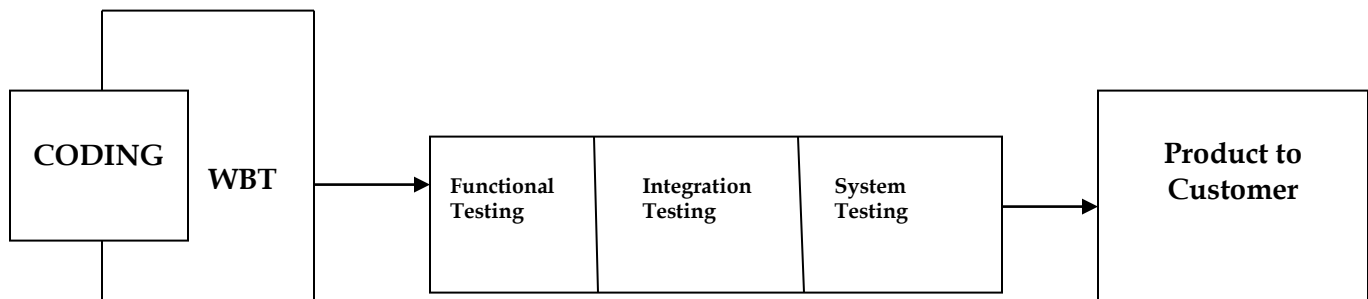 CODING
WBT
Functional
Testing
Integration
Testing
System
Testing
Product to
Customer